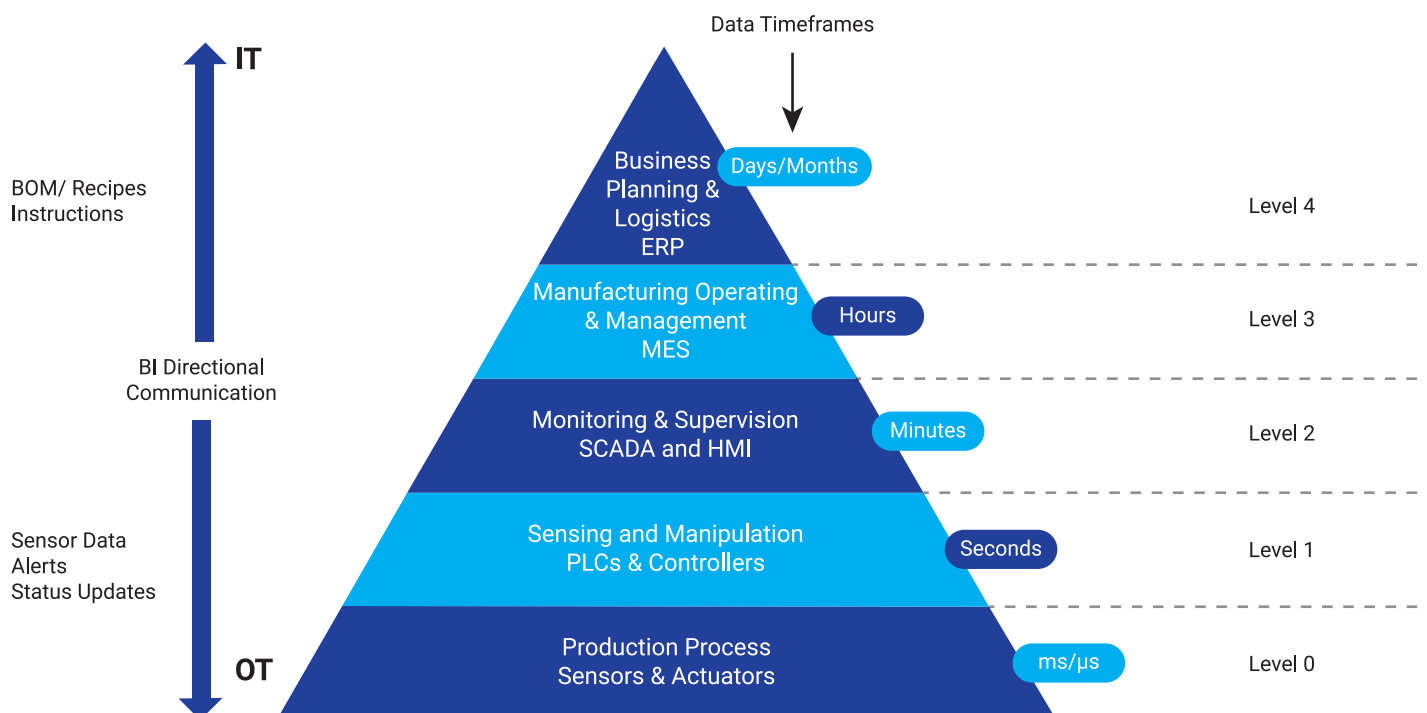 Data Timeframes
IT
Business
Planning &
Logistics
ERP
Days/Months
BOM/ Recipes
Instructions
Level 4
Manufacturing Operating
& Management
MES
Hours
Level 3
BI Directional
Communication
Monitoring & Supervision
SCADA and HMI
Minutes
Level 2
Sensor Data
Alerts
Status Updates
Sensing and Manipulation
PLCs & Controllers
Seconds
Level 1
OT
Production Process
Sensors & Actuators
ms/µs
Level 0